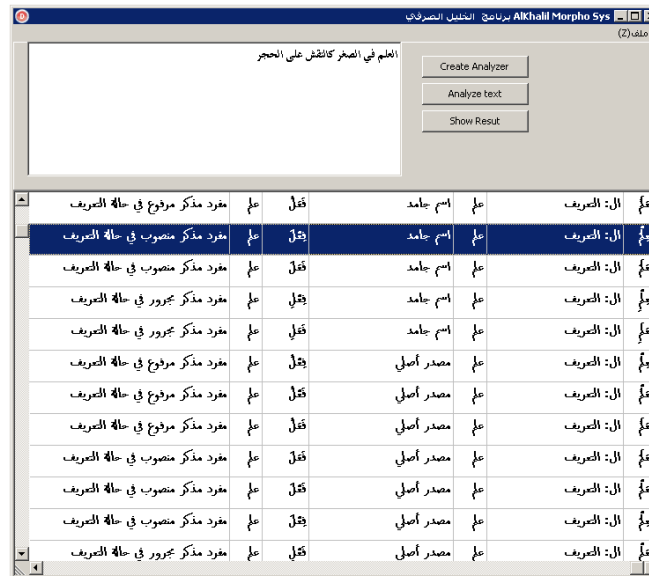 AlKhalil Morpho Sys برنامج الخليل الصرفي
ملف(Z)
العلم في الصغر كالنقش على الحجر
Create Analyzer
Analyze text
Show Resut
ال: التعريف علم اسم جامد فَعَلُ علم مفرد مذكر مرفوع في حالة التعريف
ال: التعريف علم اسم جامد فِعْلَ علم مفرد مذكر منصوب في حالة التعريف
ال: التعريف علم اسم جامد فَعَلَ علم مفرد مذكر منصوب في حالة التعريف
ال: التعريف علم اسم جامد فِعْلِ علم مفرد مذكر مجرور في حالة التعريف
ال: التعريف علم اسم جامد فَعَلِ علم مفرد مذكر مجرور في حالة التعريف
ال: التعريف علم مصدر أصلي فِعْلُ علم مفرد مذكر مرفوع في حالة التعريف
ال: التعريف علم مصدر أصلي فَعْلُ علم مفرد مذكر مرفوع في حالة التعريف
ال: التعريف علم مصدر أصلي فَعَلُ علم مفرد مذكر مرفوع في حالة التعريف
ال: التعريف علم مصدر أصلي فَعْلَ علم مفرد مذكر منصوب في حالة التعريف
ال: التعريف علم مصدر أصلي فَعَلَ علم مفرد مذكر منصوب في حالة التعريف
ال: التعريف علم مصدر أصلي فِعْلَ علم مفرد مذكر منصوب في حالة التعريف
ال: التعريف علم مصدر أصلي فَعْلِ علم مفرد مذكر مجرور في حالة التعريف